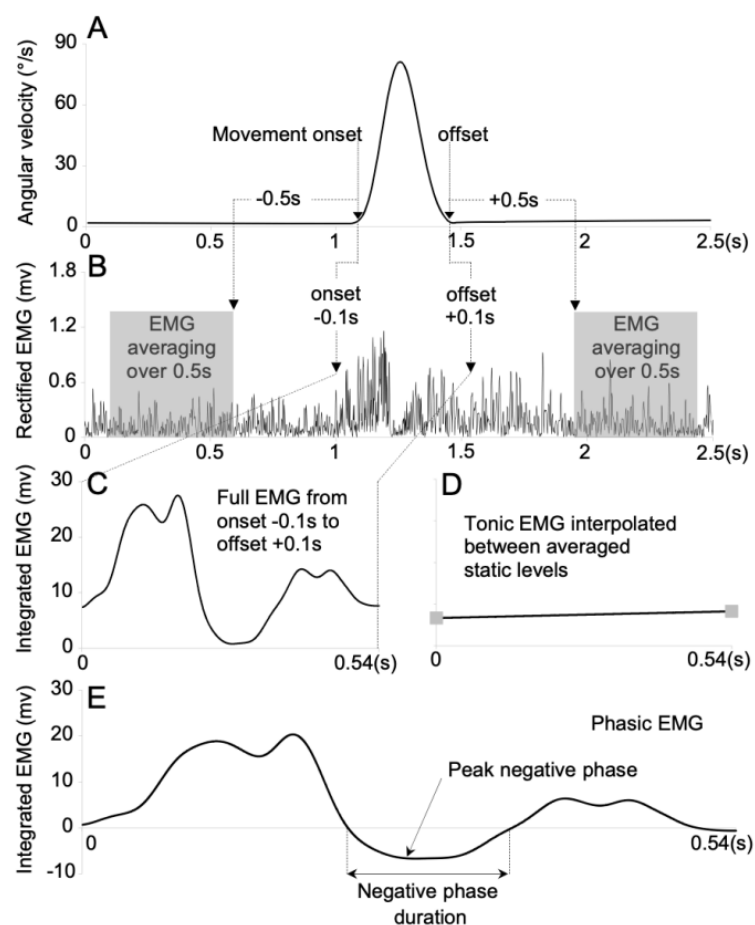 A
Angular velocity (°/s)
90
60
30
0
Movement onset
offset
-0.5s
+0.5s
0
0.5
1
1.5
2
2.5(s)
B
Rectified EMG (mv)
1.8
1.2
0.6
0
onset
-0.1s
offset
+0.1s
EMG
averaging
over 0.5s
EMG
averaging
over 0.5s
0
0.5
1
1.5
2
2.5(s)
C
Integrated EMG (mv)
30
20
10
0
Full EMG from
onset -0.1s to
offset +0.1s
0
0.54(s)
D
Tonic EMG interpolated
between averaged
static levels
0
0.54(s)
E
Integrated EMG (mv)
30
20
10
0
-10
Phasic EMG
Peak negative phase
0
0.54(s)
Negative phase
duration